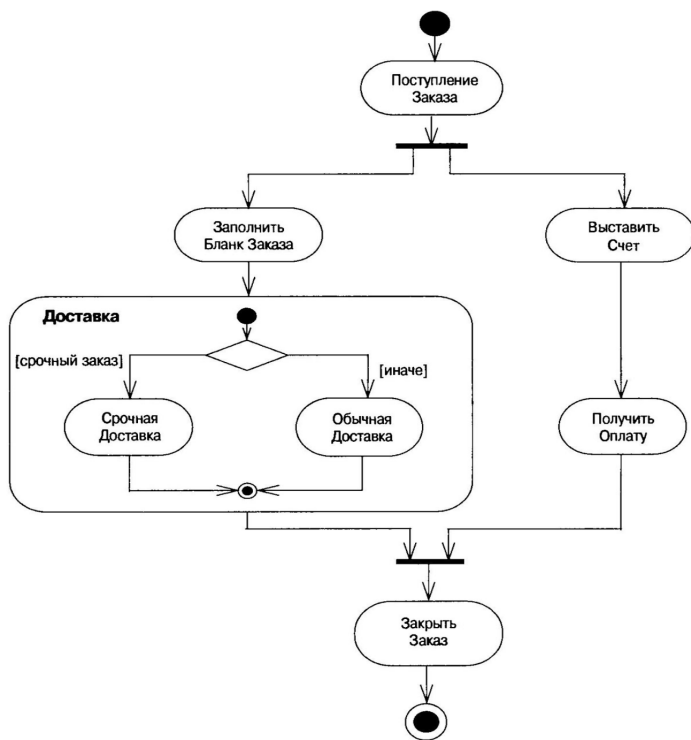 Поступление
Заказа
Заполнить
Бланк Заказа
Выставить
Счет
Доставка
[срочный заказ]
[иначе]
Срочная
Доставка
Обычная
Доставка
Получить
Оплату
Закрыть
Заказ